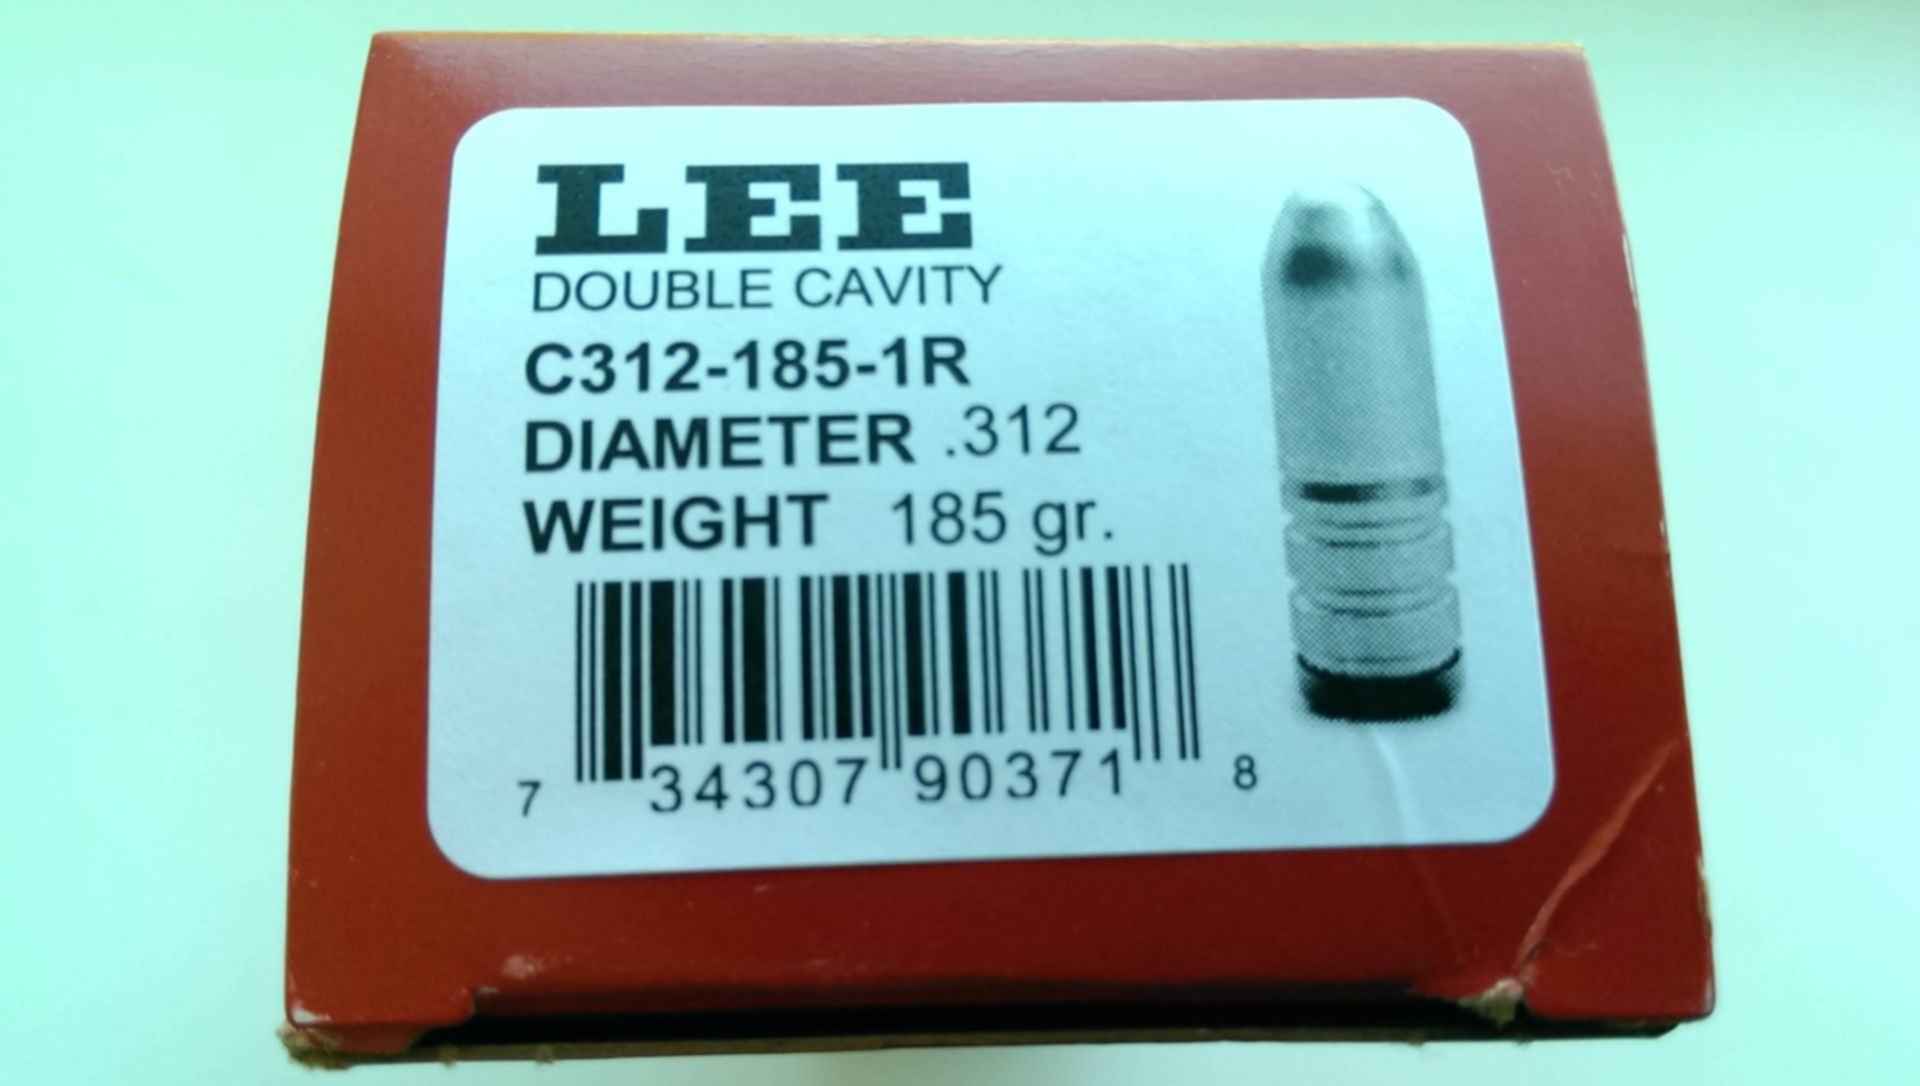 LEE
DOUBLE CAVITY
C312-185-1R
DIAMETER .312
WEIGHT 185 gr.
7 34307 90371 8